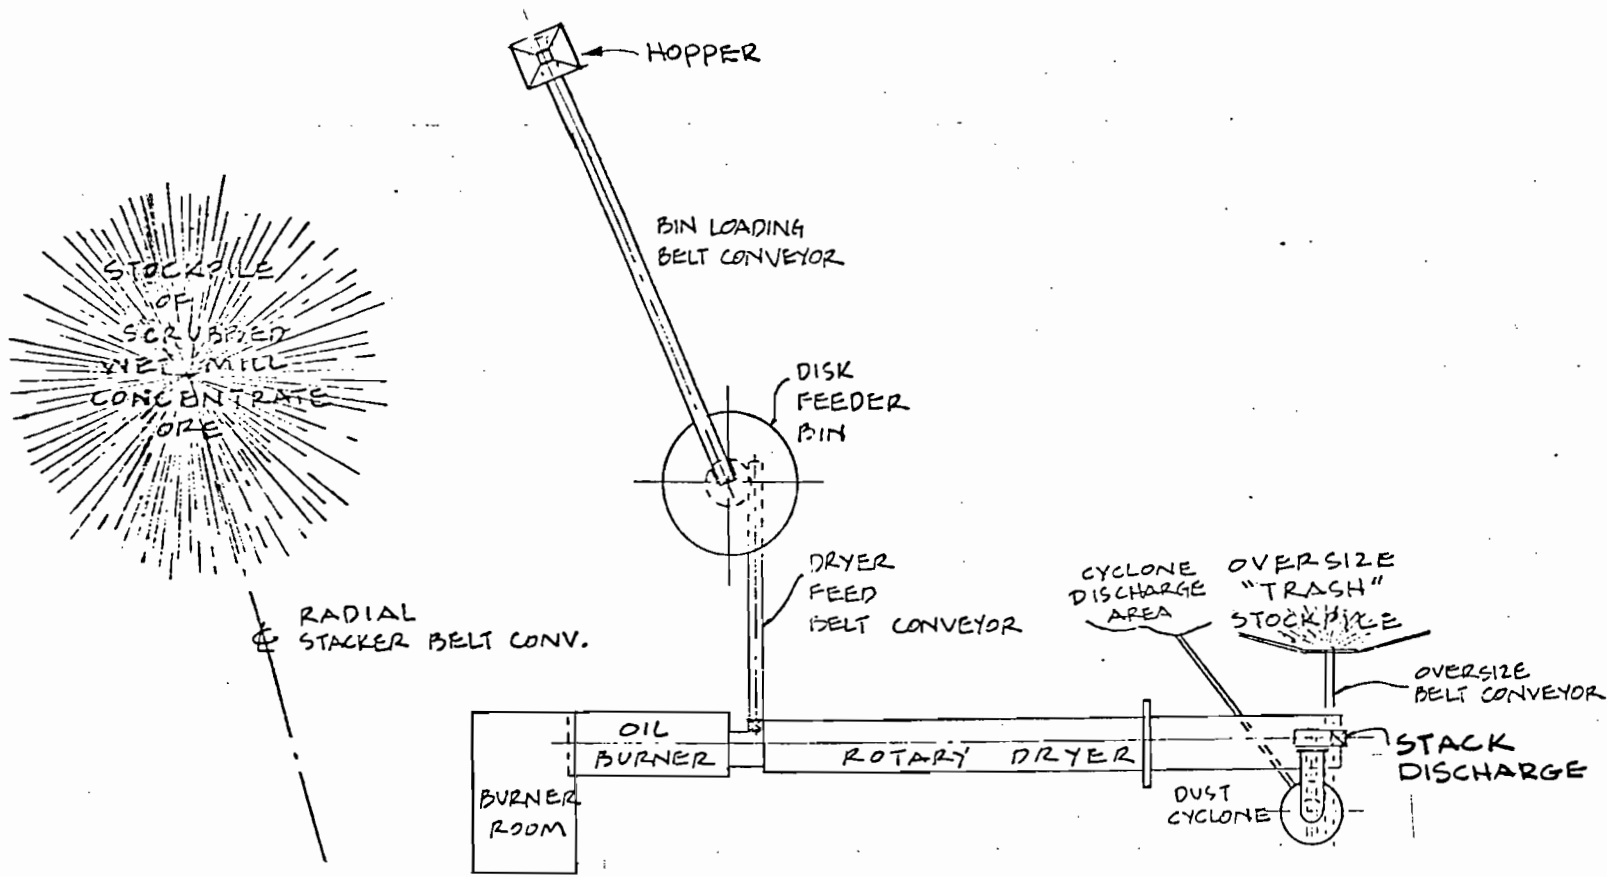 HOPPER
BIN LOADING
BELT CONVEYOR
STOCKPILE
OF
SCRUBBED
WET MILL
CONCENTRATE
ORE
DISK
FEEDER
BIN
DRYER
FEED
BELT CONVEYOR
CYCLONE
DISCHARGE
AREA
OVERSIZE
"TRASH"
STOCKPILE
℄ RADIAL
STACKER BELT CONV.
OVERSIZE
BELT CONVEYOR
OIL
BURNER
ROTARY DRYER
STACK
DISCHARGE
BURNER
ROOM
DUST
CYCLONE